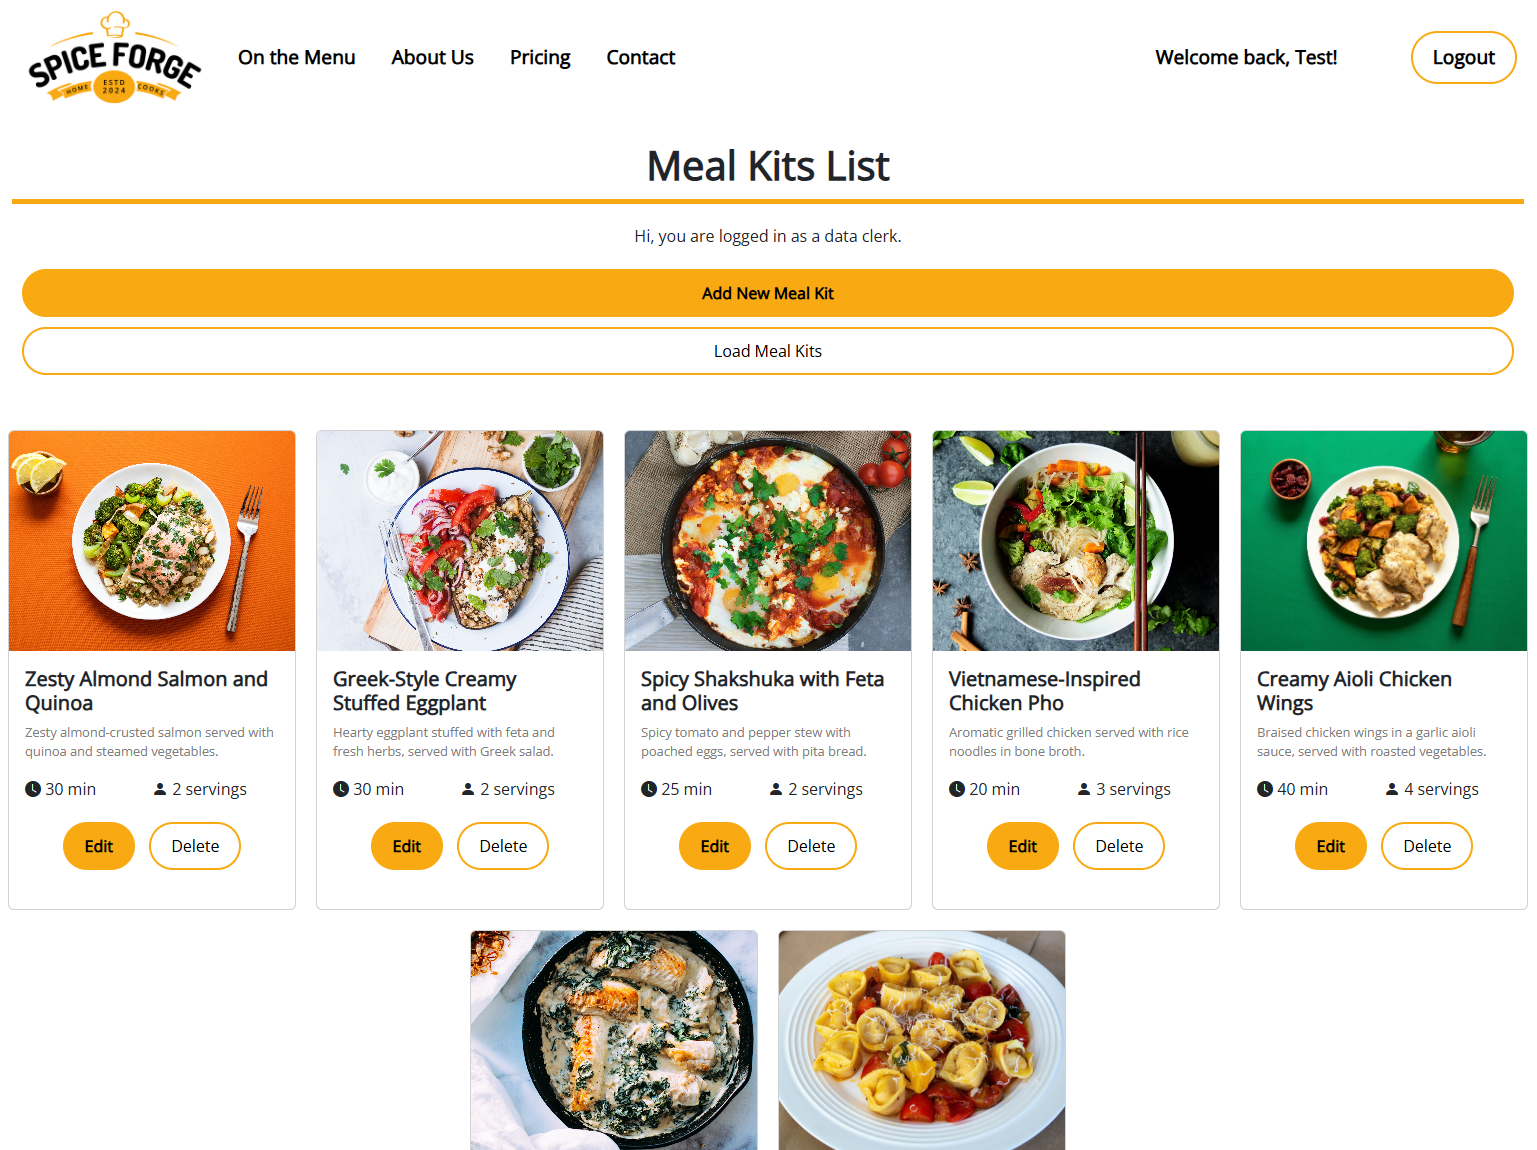 SPICE FORGE
HOME ESTD 2024 COOKS
On the Menu
About Us
Pricing
Contact
Welcome back, Test!
Logout
Meal Kits List
Hi, you are logged in as a data clerk.
Add New Meal Kit
Load Meal Kits
Zesty Almond Salmon and
Quinoa
Zesty almond-crusted salmon served with
quinoa and steamed vegetables.
30 min
2 servings
Edit
Delete
Greek-Style Creamy
Stuffed Eggplant
Hearty eggplant stuffed with feta and
fresh herbs, served with Greek salad.
30 min
2 servings
Edit
Delete
Spicy Shakshuka with Feta
and Olives
Spicy tomato and pepper stew with
poached eggs, served with pita bread.
25 min
2 servings
Edit
Delete
Vietnamese-Inspired
Chicken Pho
Aromatic grilled chicken served with rice
noodles in bone broth.
20 min
3 servings
Edit
Delete
Creamy Aioli Chicken
Wings
Braised chicken wings in a garlic aioli
sauce, served with roasted vegetables.
40 min
4 servings
Edit
Delete